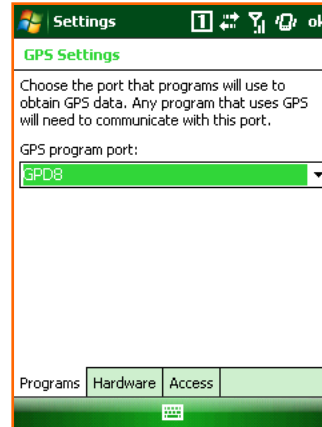 Settings 1 ok
GPS Settings
Choose the port that programs will use to
obtain GPS data. Any program that uses GPS
will need to communicate with this port.
GPS program port:
GPD8
Programs Hardware Access